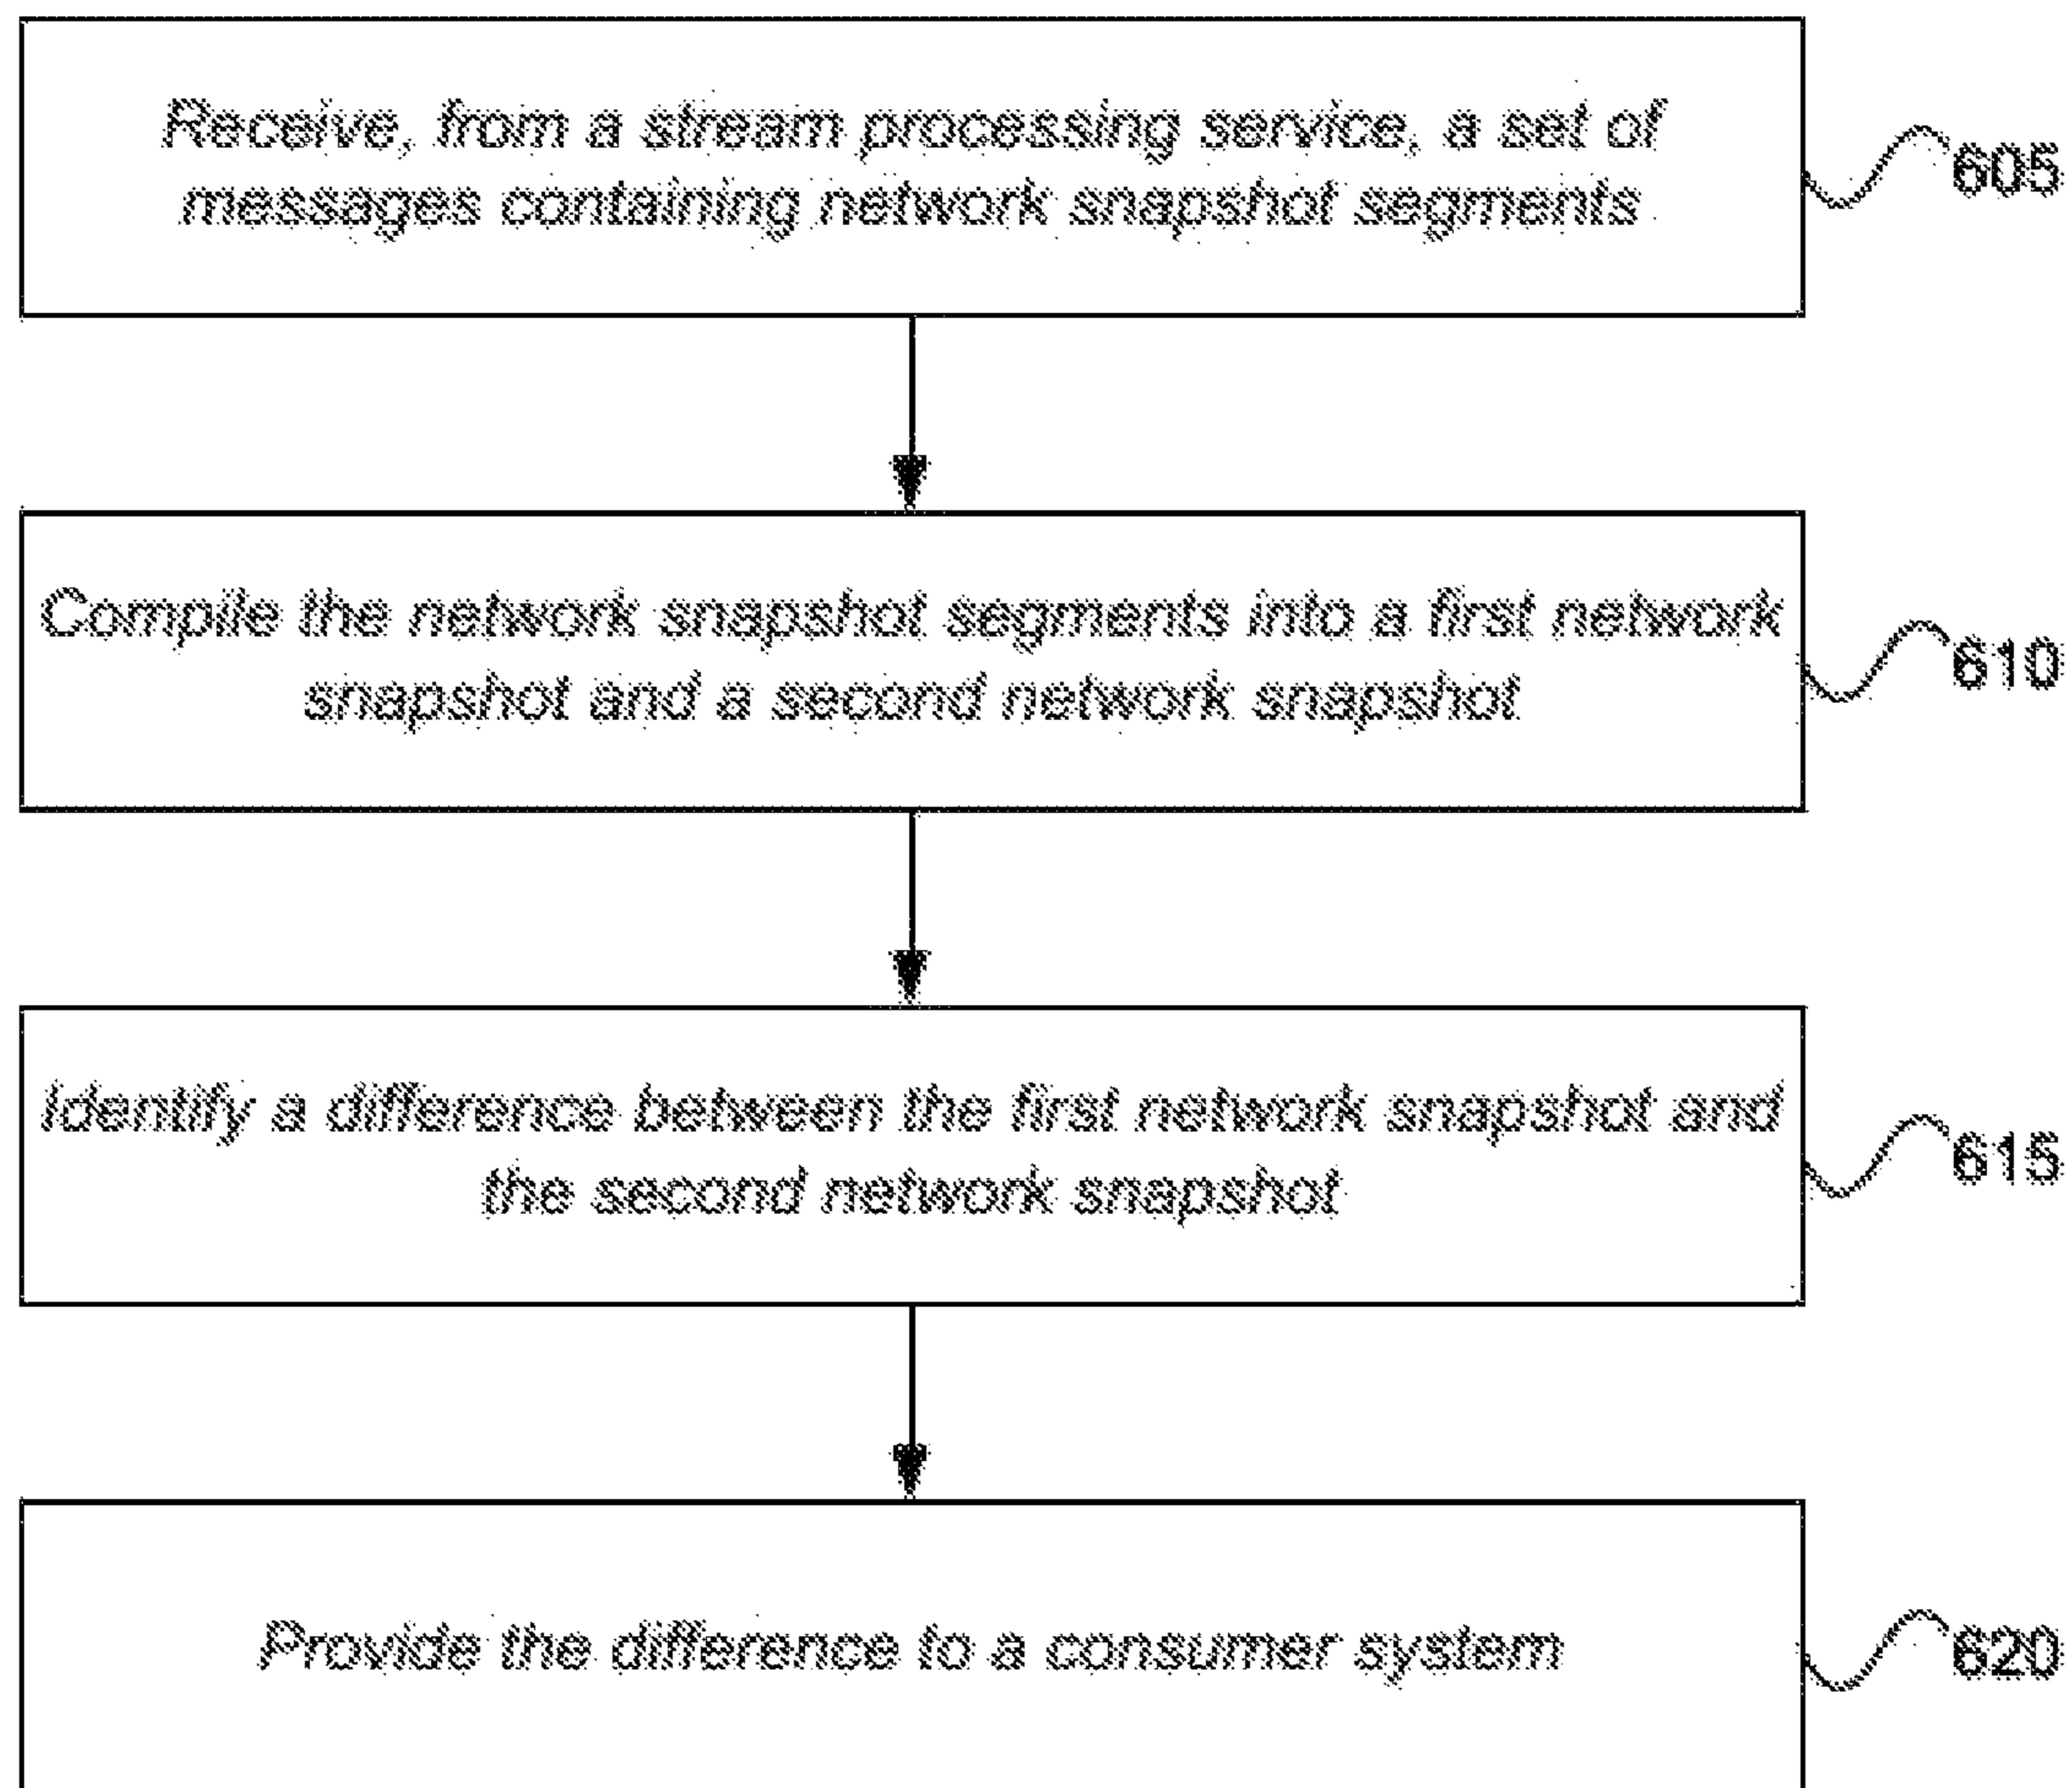 Receive, from a stream processing service, a set of
messages containing network snapshot segments
605
Compile the network snapshot segments into a first network
snapshot and a second network snapshot
610
Identify a difference between the first network snapshot and
the second network snapshot
615
Provide the difference to a consumer system
620